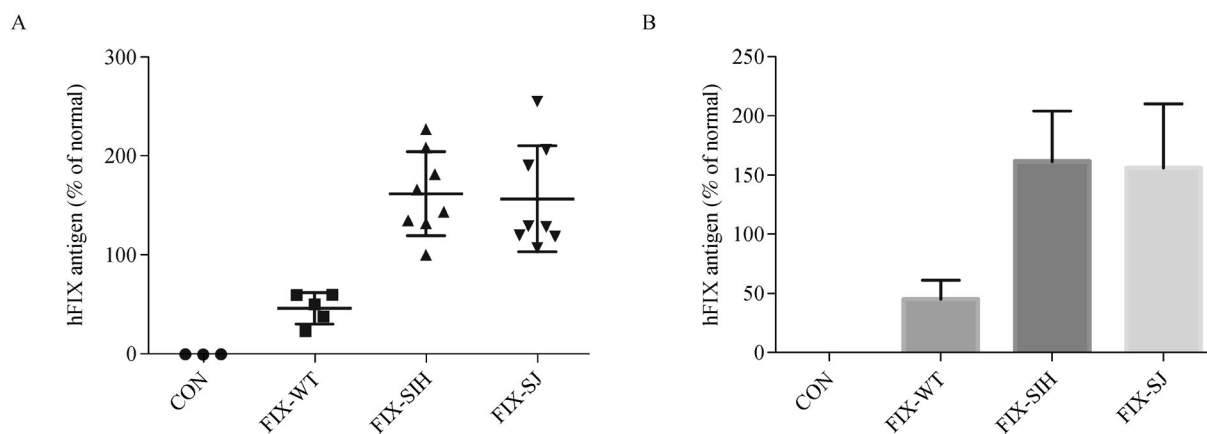 A
hFIX antigen (% of normal)
300
200
100
0
CON
FIX-WT
FIX-SIH
FIX-SJ
B
hFIX antigen (% of normal)
250
200
150
100
50
0
CON
FIX-WT
FIX-SIH
FIX-SJ